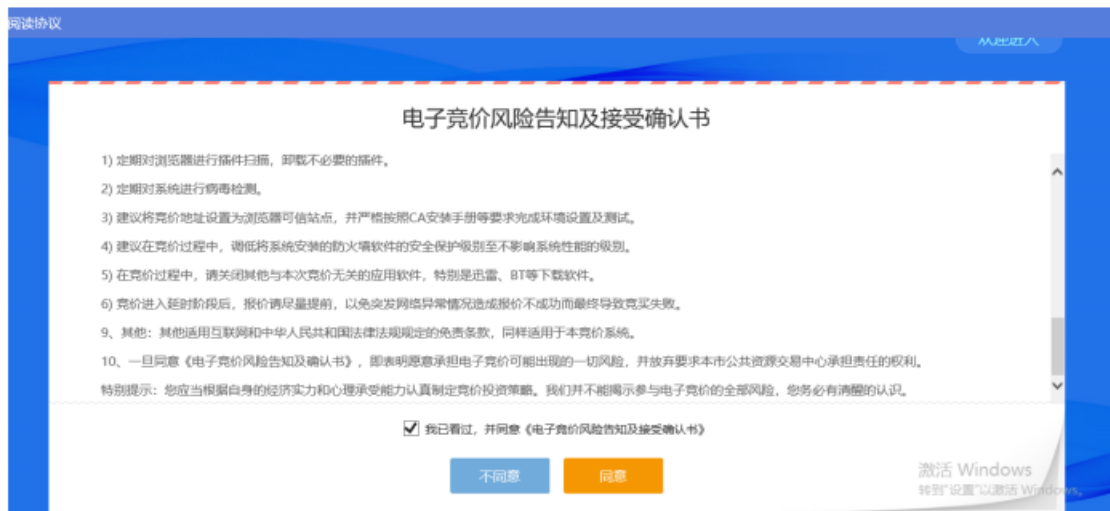 阅读协议
欢迎进入
电子竞价风险告知及接受确认书
1) 定期对浏览器进行插件扫描，卸载不必要的插件。
2) 定期对系统进行病毒检测。
3) 建议将竞价地址设置为浏览器可信站点，并严格按照CA安装手册等要求完成环境设置及测试。
4) 建议在竞价过程中，调低将系统安装的防火墙软件的安全保护级别至不影响系统性能的级别。
5) 在竞价过程中，请关闭其他与本次竞价无关的应用软件，特别是迅雷、BT等下载软件。
6) 竞价进入延时阶段后，报价请尽量提前，以免突发网络异常情况造成报价不成功而最终导致竞买失败。
9、其他：其他适用互联网和中华人民共和国法律法规规定的免责条款，同样适用于本竞价系统。
10、一旦同意《电子竞价风险告知及确认书》，即表明愿意承担电子竞价可能出现的一切风险，并放弃要求本市公共资源交易中心承担责任的权利。
特别提示：您应当根据自身的经济实力和心理承受能力认真制定竞价投资策略。我们并不能揭示参与电子竞价的全部风险，您务必有清醒的认识。
我已看过，并同意《电子竞价风险告知及接受确认书》
不同意
同意
激活 Windows
转到"设置"以激活 Windows。